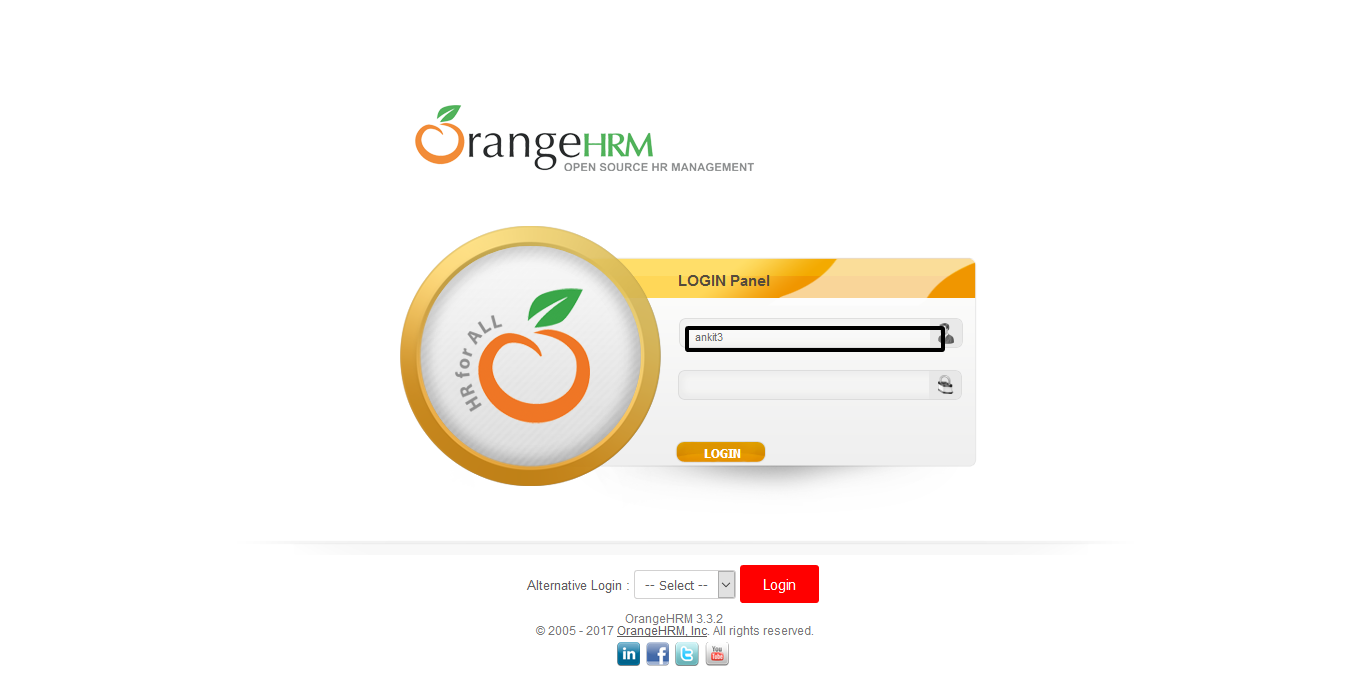 OrangeHRM
OPEN SOURCE HR MANAGEMENT
HR for ALL
LOGIN Panel
ankit3
LOGIN
Alternative Login : -- Select -- Login
OrangeHRM 3.3.2
© 2005 - 2017 OrangeHRM, Inc. All rights reserved.
in f t You Tube